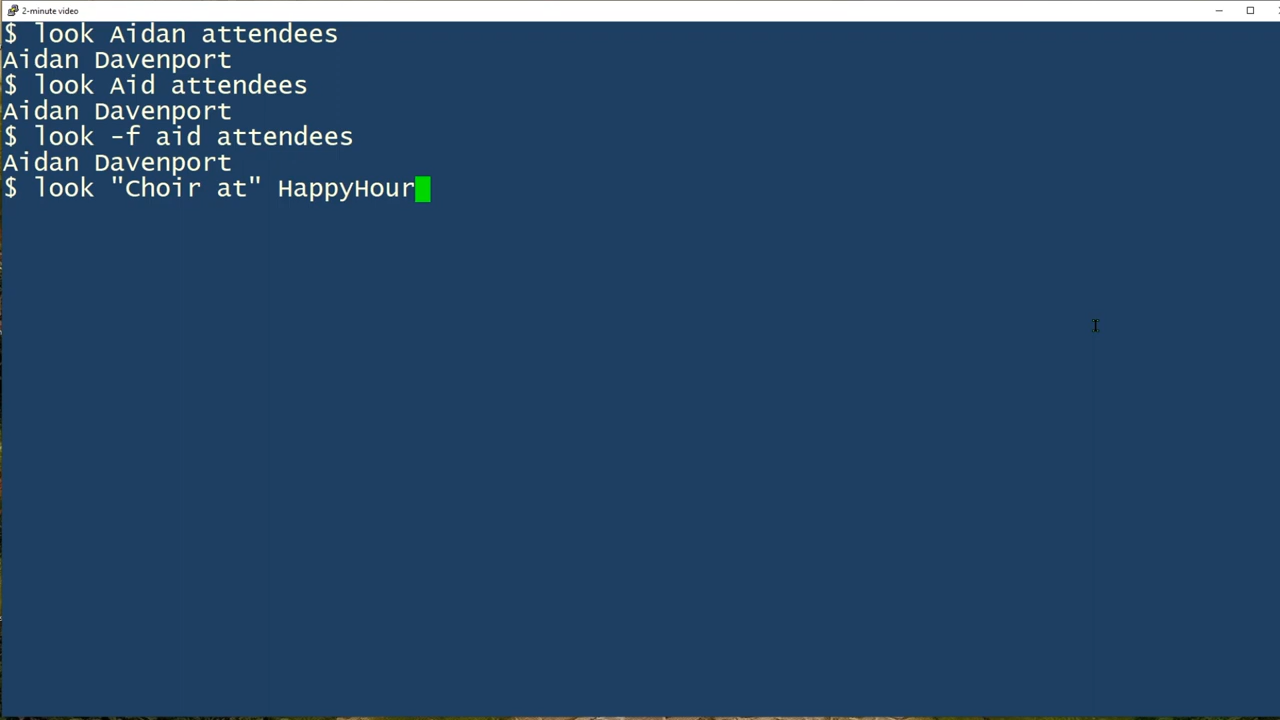 2-minute video
$ look Aidan attendees
Aidan Davenport
$ look Aid attendees
Aidan Davenport
$ look -f aid attendees
Aidan Davenport
$ look "Choir at" HappyHour